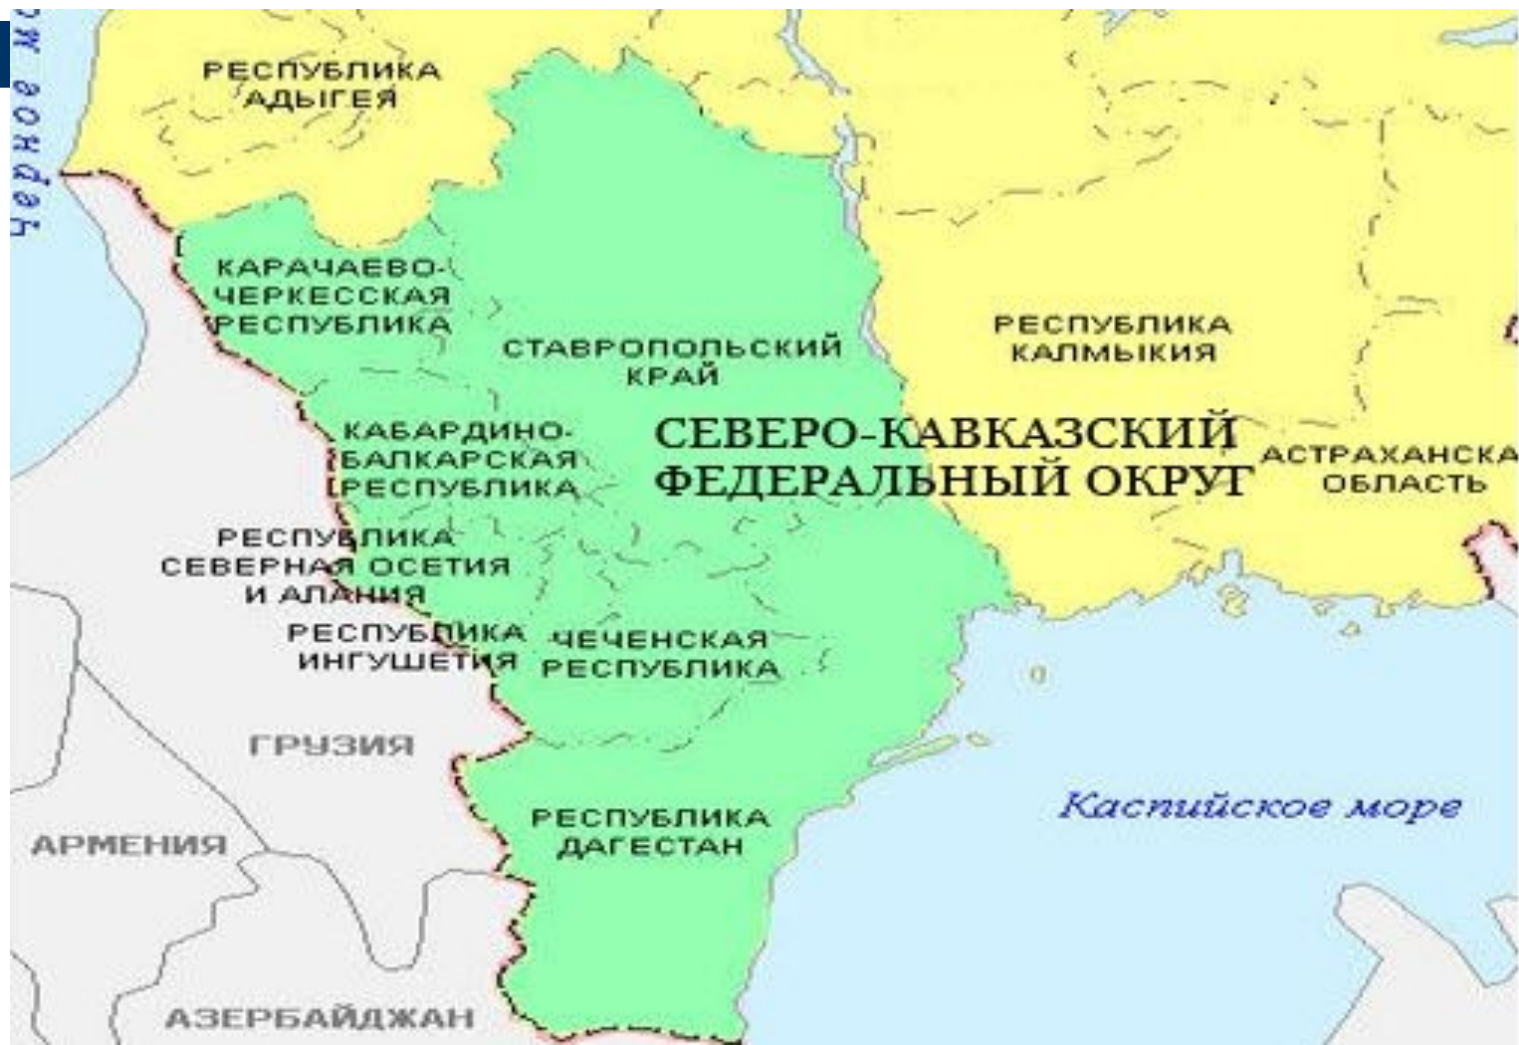 Черное м
РЕСПУБЛИКА
АДЫГЕЯ
КАРАЧАЕВО-
ЧЕРКЕССКАЯ
РЕСПУБЛИКА
СТАВРОПОЛЬСКИЙ
КРАЙ
РЕСПУБЛИКА
КАЛМЫКИЯ
КАБАРДИНО-
БАЛКАРСКАЯ
РЕСПУБЛИКА
СЕВЕРО-КАВКАЗСКИЙ
ФЕДЕРАЛЬНЫЙ ОКРУГ
АСТРАХАНСКА
ОБЛАСТЬ
РЕСПУБЛИКА
СЕВЕРНАЯ ОСЕТИЯ
И АЛАНИЯ
РЕСПУБЛИКА
ИНГУШЕТИЯ
ЧЕЧЕНСКАЯ
РЕСПУБЛИКА
ГРУЗИЯ
Каспийское море
РЕСПУБЛИКА
ДАГЕСТАН
АРМЕНИЯ
АЗЕРБАЙДЖАН